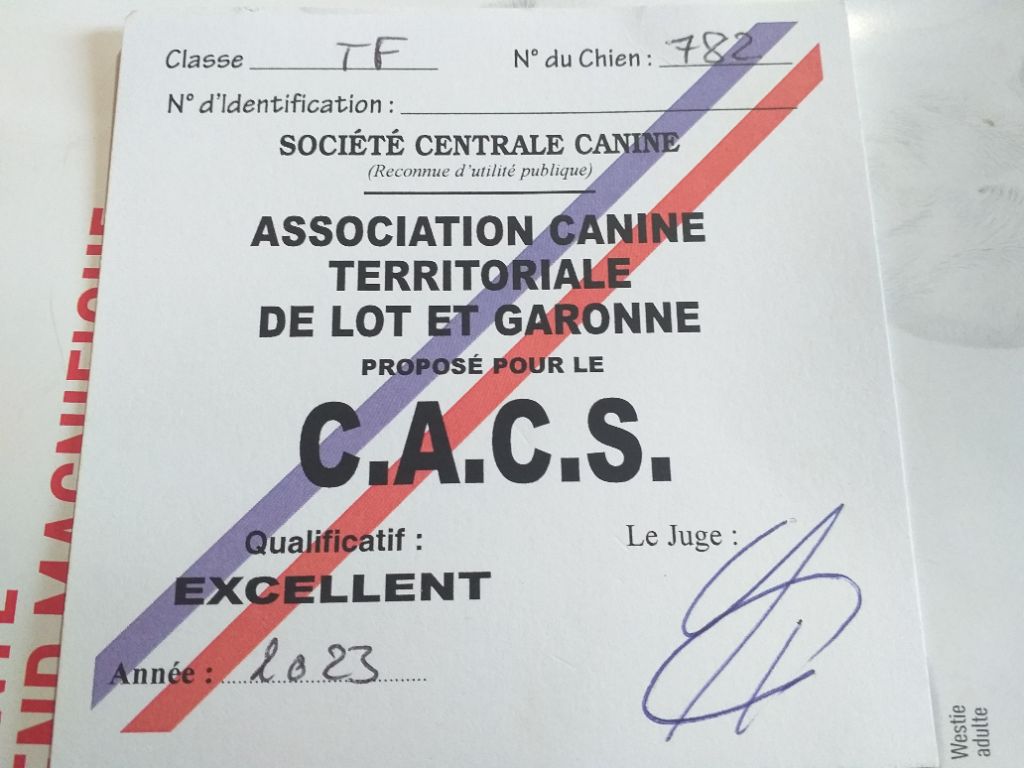 Classe TF N° du Chien : 782
N° d'Identification :
SOCIÉTÉ CENTRALE CANINE
(Reconnue d'utilité publique)
ASSOCIATION CANINE
TERRITORIALE
DE LOT ET GARONNE
PROPOSÉ POUR LE
C.A.C.S.
Qualificatif :
EXCELLENT
Le Juge :
Année : 2023
Westie
adulte